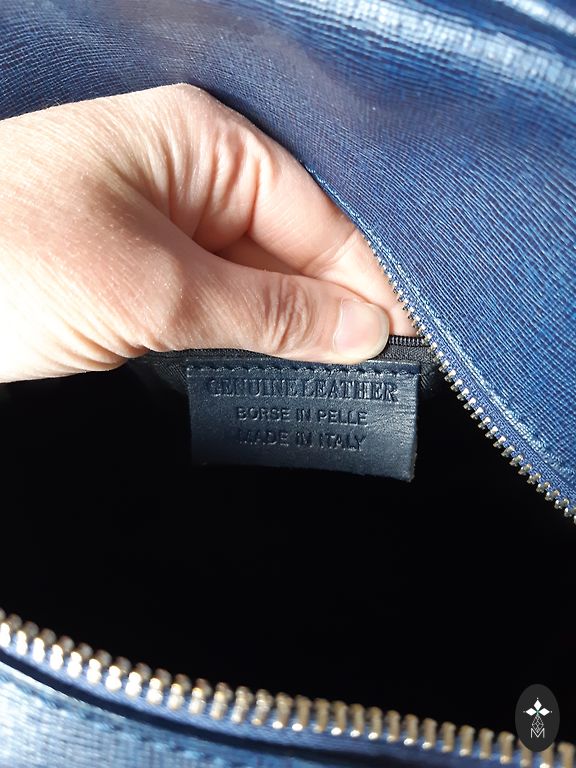 GENUINE LEATHER
BORSE IN PELLE
MADE IN ITALY
M